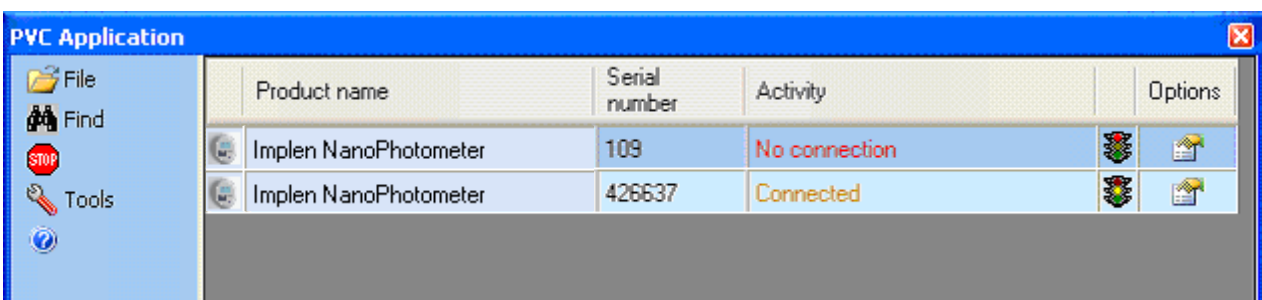 PVC Application
File
Find
STOP
Tools
Product name
Serial
number
Activity
Options
Implen NanoPhotometer 109 No connection
Implen NanoPhotometer 426637 Connected